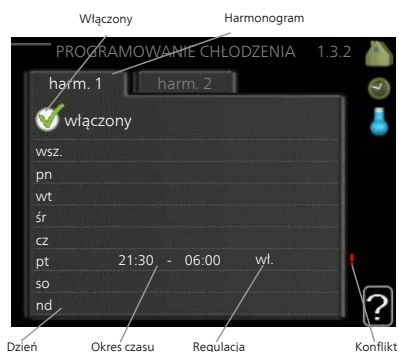 Włączony Harmonogram
PROGRAMOWANIE CHŁODZENIA 1.3.2
harm. 1 harm. 2
włączony
wsz.
pn
wt
śr
cz
pt 21:30 - 06:00 wł.
so
nd
?
Dzień Okres czasu Regulacja Konflikt